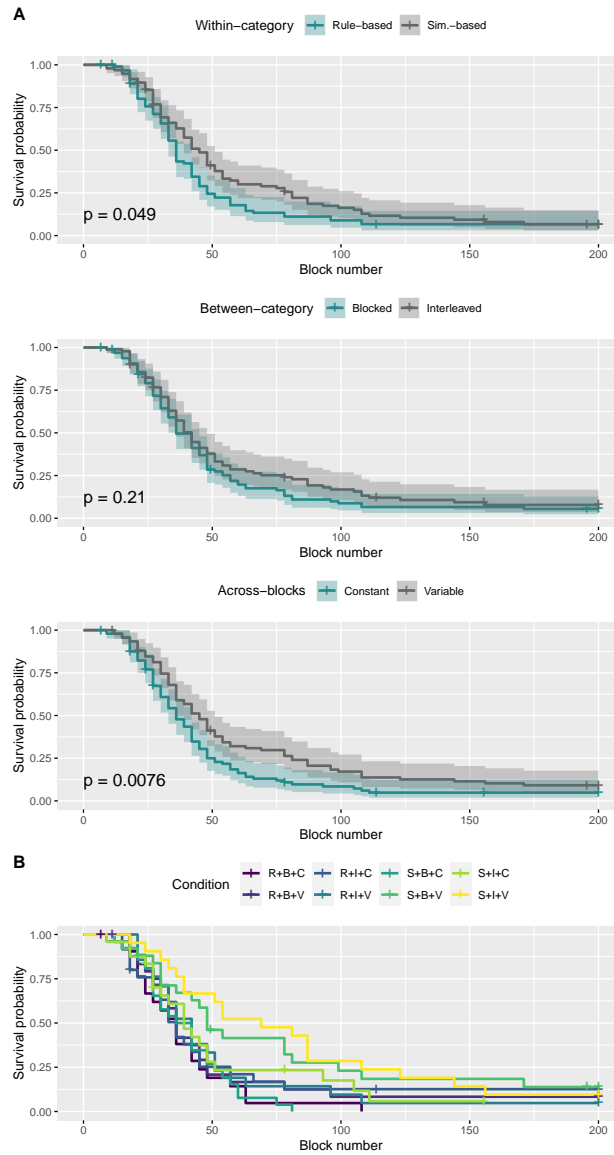 A
Within-category Rule-based Sim.-based
Survival probability
1.00
0.75
0.50
0.25
0.00
p = 0.049
0 50 100 150 200
Block number
Between-category Blocked Interleaved
Survival probability
1.00
0.75
0.50
0.25
0.00
p = 0.21
0 50 100 150 200
Block number
Across-blocks Constant Variable
Survival probability
1.00
0.75
0.50
0.25
0.00
p = 0.0076
0 50 100 150 200
Block number
B
Condition
R+B+C R+I+C S+B+C S+I+C
R+B+V R+I+V S+B+V S+I+V
Survival probability
1.00
0.75
0.50
0.25
0.00
0 50 100 150 200
Block number